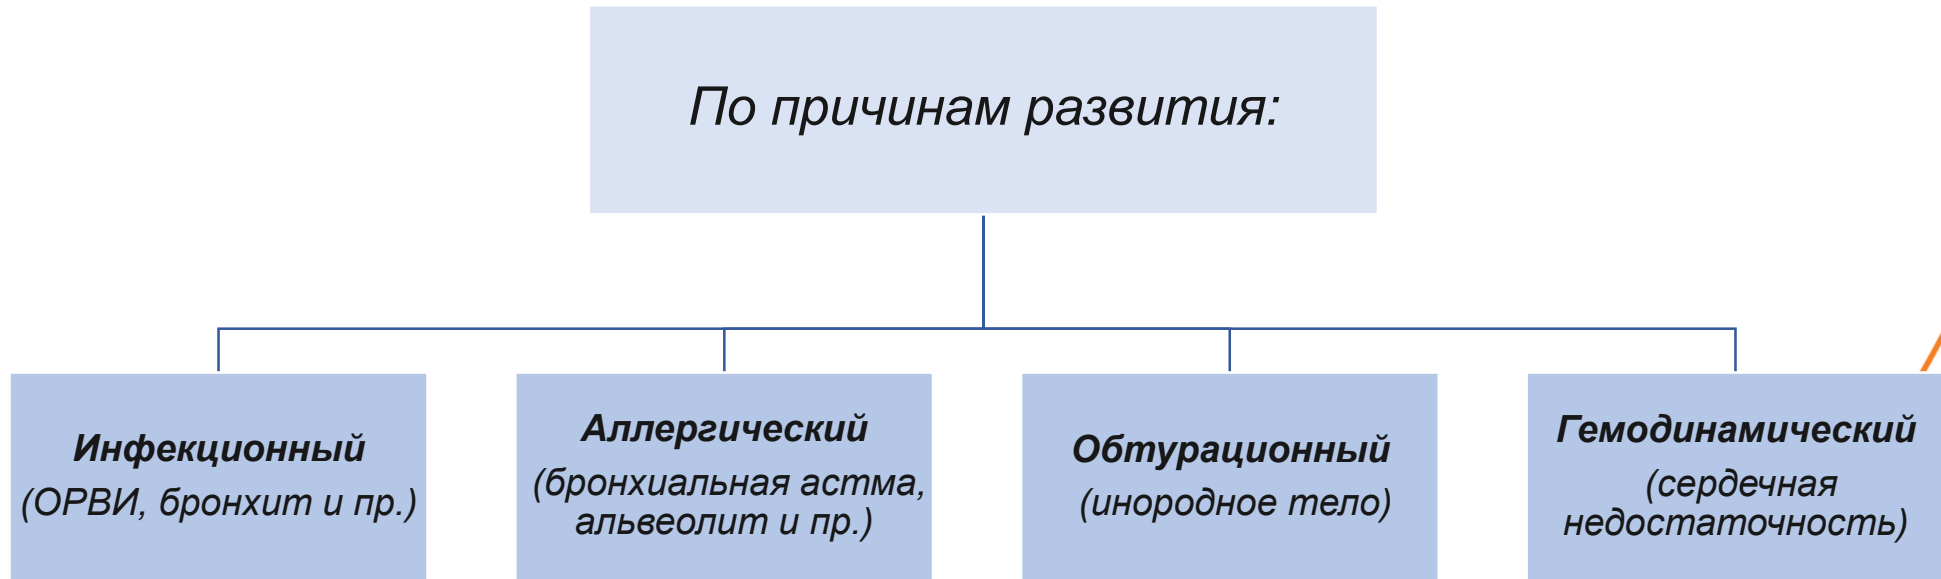 По причинам развития:
Инфекционный
(ОРВИ, бронхит и пр.)
Аллергический
(бронхиальная астма,
альвеолит и пр.)
Обтурационный
(инородное тело)
Гемодинамический
(сердечная
недостаточность)